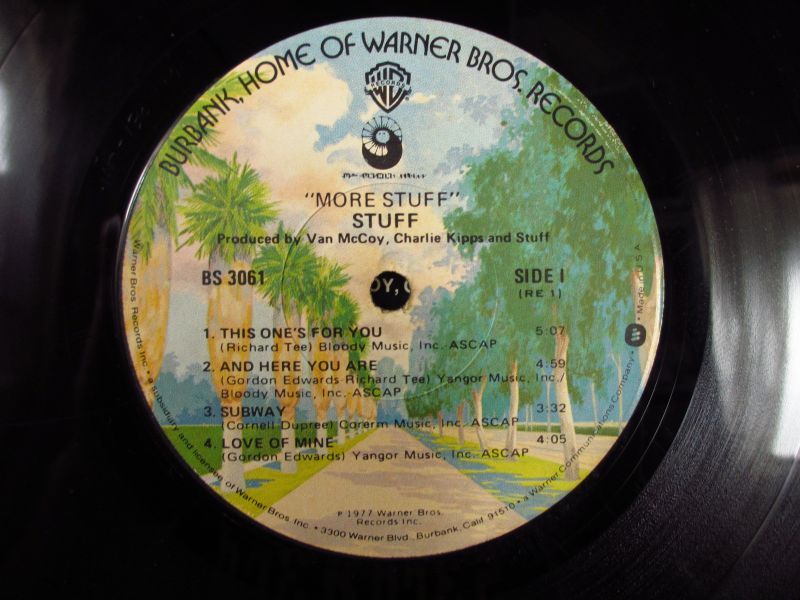 BURBANK, HOME OF WARNER BROS. RECORDS
W
RECORDS
"MORE STUFF"
STUFF
Produced by Van McCoy, Charlie Kipps and Stuff
BS 3061
SIDE I
(RE 1)
1. THIS ONE'S FOR YOU 5:07
(Richard Tee) Bloody Music, Inc.-ASCAP
2. AND HERE YOU ARE 4:59
(Gordon Edwards-Richard Tee) Yangor Music, Inc./
Bloody Music, Inc.-ASCAP
3. SUBWAY 3:32
(Cornell Dupree) Corerm Music, Inc.-ASCAP
4. LOVE OF MINE 4:05
(Gordon Edwards) Yangor Music, Inc.-ASCAP
℗ 1977 Warner Bros.
Records Inc.
Warner Bros. Records Inc. • a subsidiary and licensee of Warner Bros. Inc. • 3300 Warner Blvd., Burbank, Calif. 91510 • a Warner Communications Company • Made in U S A